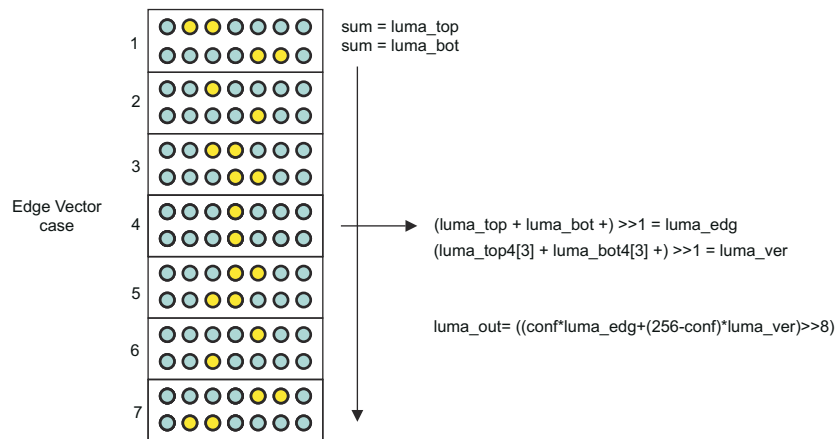 sum = luma_top
sum = luma_bot
1
2
3
Edge Vector
case
4
(luma_top + luma_bot +) >>1 = luma_edg
(luma_top4[3] + luma_bot4[3] +) >>1 = luma_ver
5
6
luma_out= ((conf*luma_edg+(256-conf)*luma_ver)>>8)
7